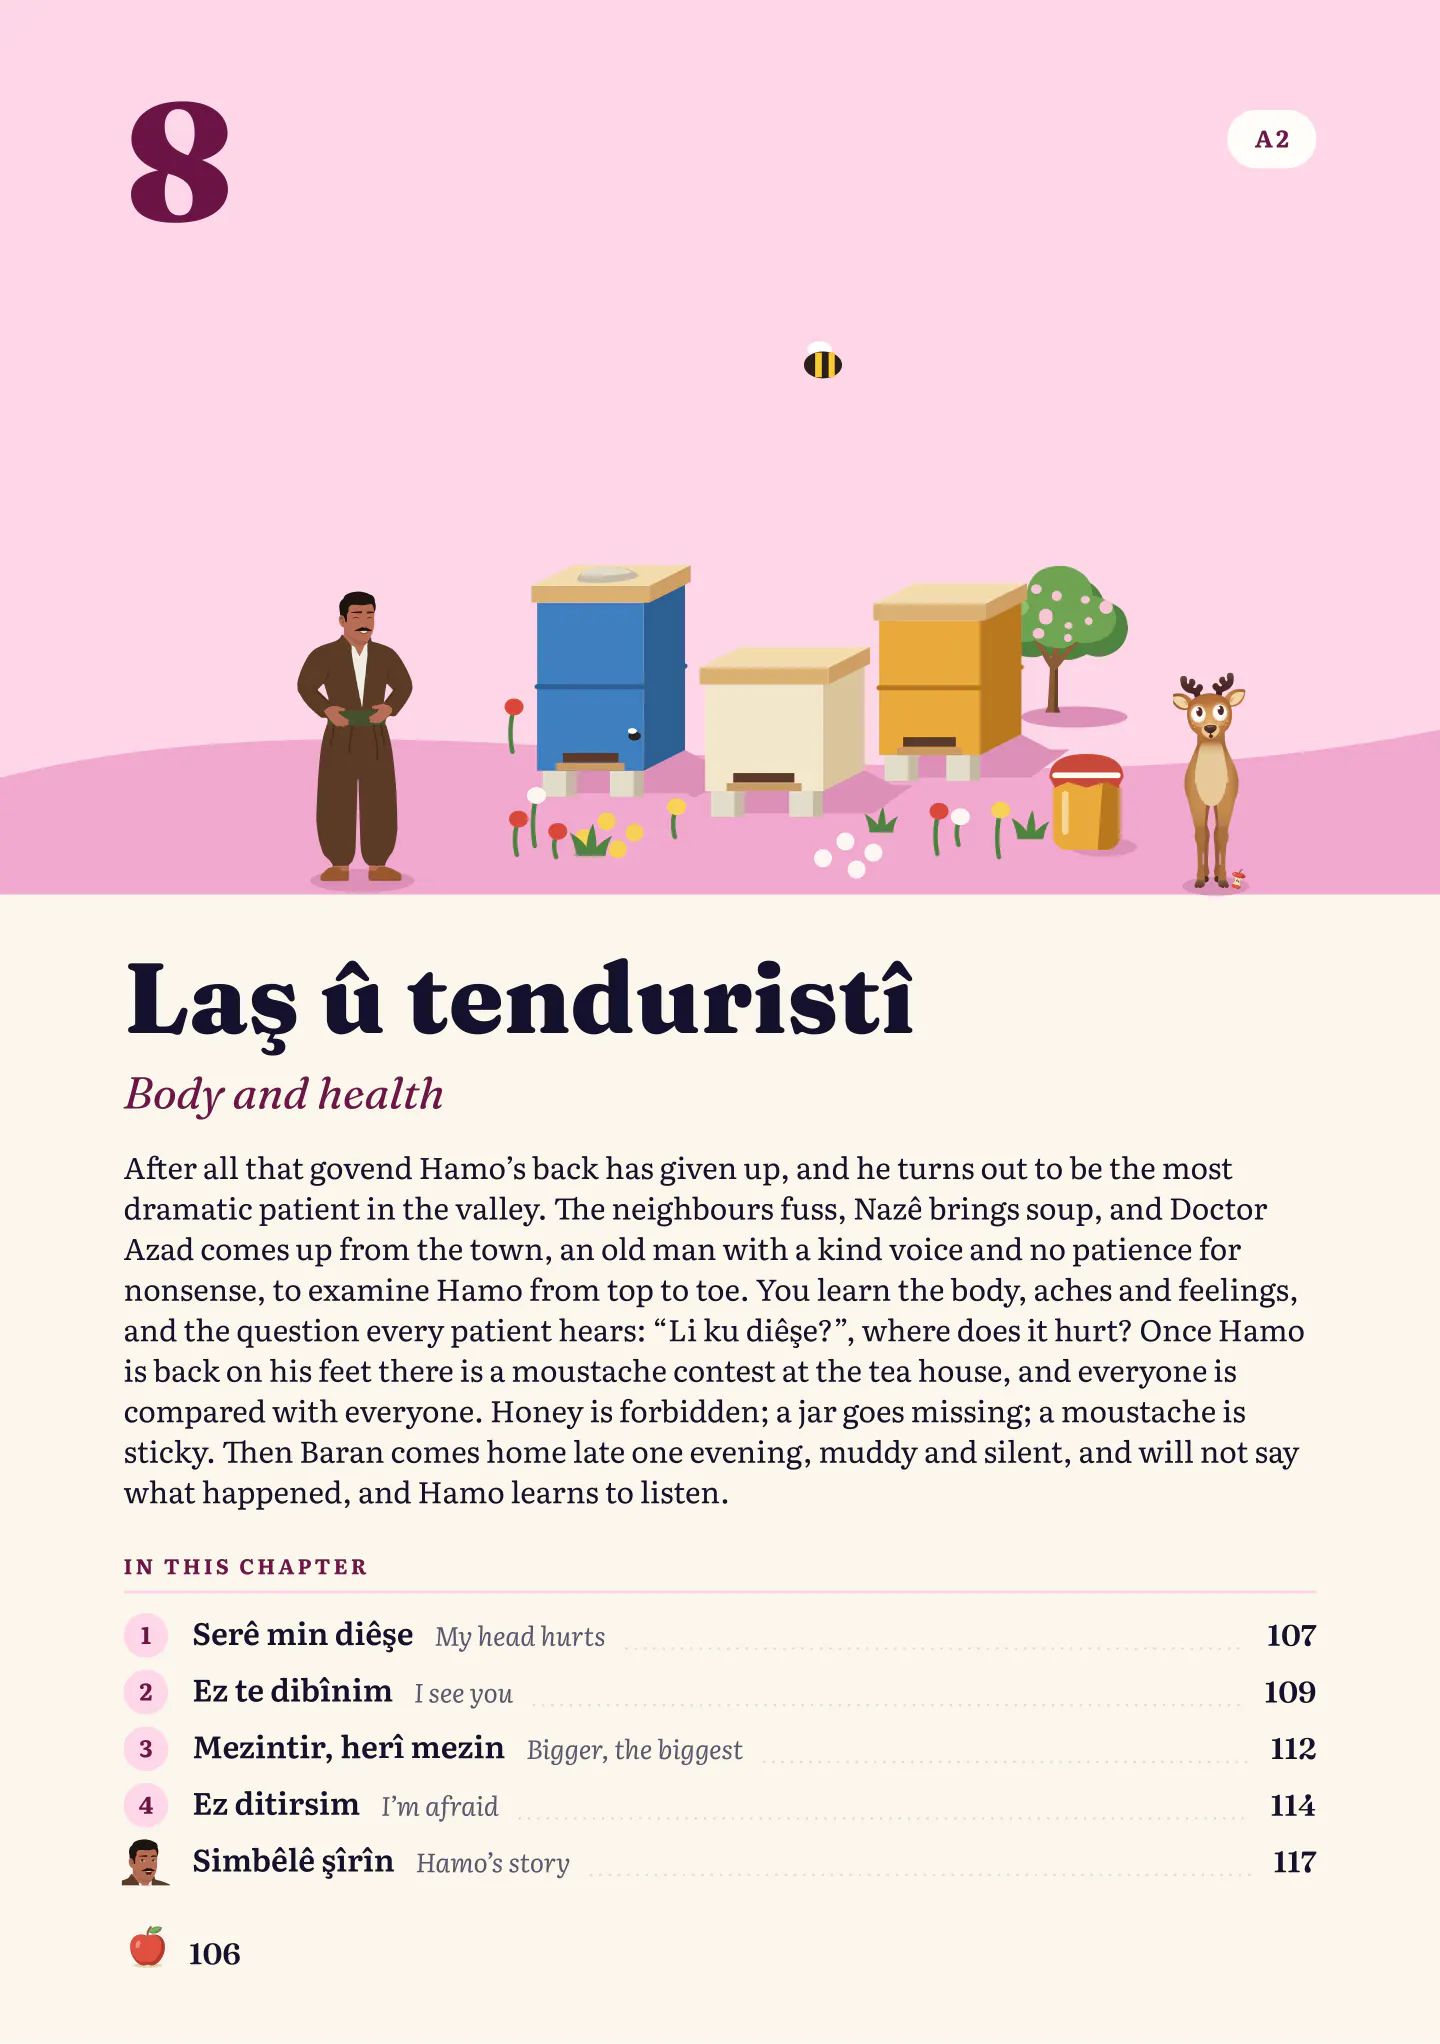 8
A2
Laş û tenduristî
Body and health
After all that govend Hamo’s back has given up, and he turns out to be the most
dramatic patient in the valley. The neighbours fuss, Nazê brings soup, and Doctor
Azad comes up from the town, an old man with a kind voice and no patience for
nonsense, to examine Hamo from top to toe. You learn the body, aches and feelings,
and the question every patient hears: “Li ku diêşe?”, where does it hurt? Once Hamo
is back on his feet there is a moustache contest at the tea house, and everyone is
compared with everyone. Honey is forbidden; a jar goes missing; a moustache is
sticky. Then Baran comes home late one evening, muddy and silent, and will not say
what happened, and Hamo learns to listen.
IN THIS CHAPTER
1 Serê min diêşe My head hurts 107
2 Ez te dibînim I see you 109
3 Mezintir, herî mezin Bigger, the biggest 112
4 Ez ditirsim I’m afraid 114
Simbêlê şîrîn Hamo’s story 117
106